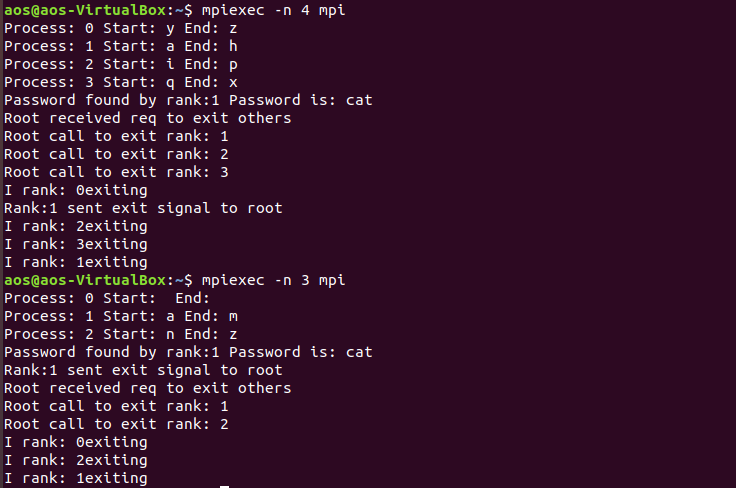 aos@aos-VirtualBox:~$ mpiexec -n 4 mpi
Process: 0 Start: y End: z
Process: 1 Start: a End: h
Process: 2 Start: i End: p
Process: 3 Start: q End: x
Password found by rank:1 Password is: cat
Root received req to exit others
Root call to exit rank: 1
Root call to exit rank: 2
Root call to exit rank: 3
I rank: 0exiting
Rank:1 sent exit signal to root
I rank: 2exiting
I rank: 3exiting
I rank: 1exiting
aos@aos-VirtualBox:~$ mpiexec -n 3 mpi
Process: 0 Start:  End:
Process: 1 Start: a End: m
Process: 2 Start: n End: z
Password found by rank:1 Password is: cat
Rank:1 sent exit signal to root
Root received req to exit others
Root call to exit rank: 1
Root call to exit rank: 2
I rank: 0exiting
I rank: 2exiting
I rank: 1exiting